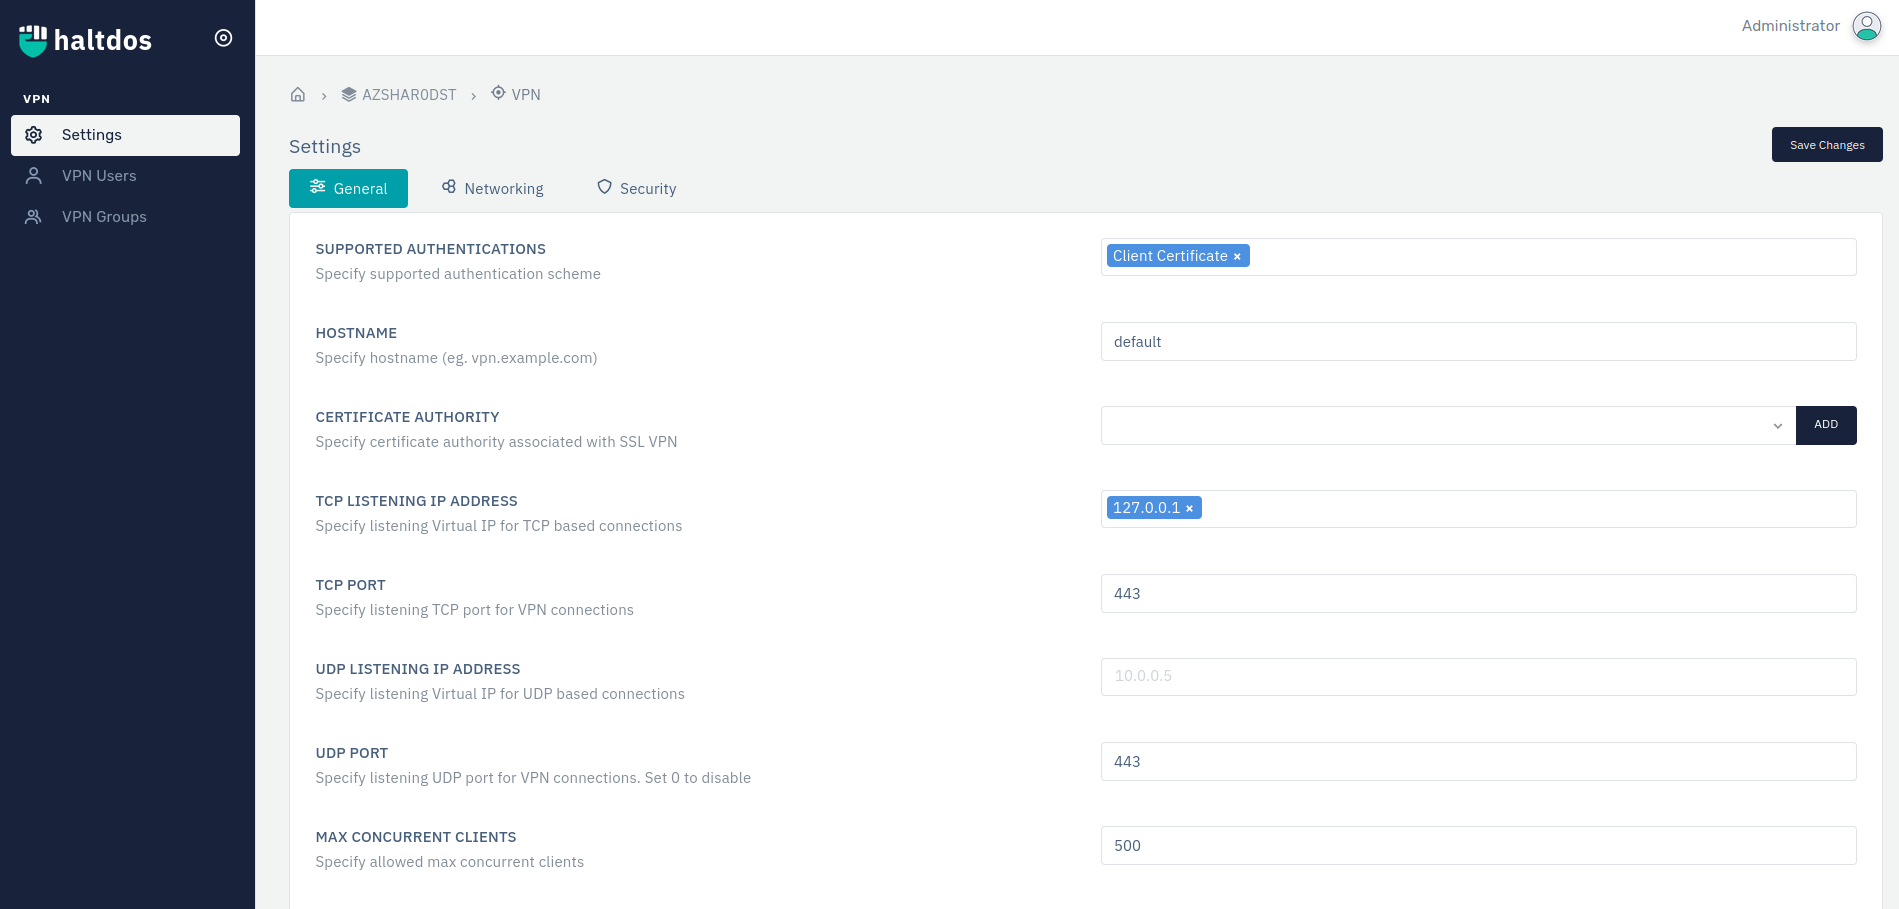 haltdos
Administrator
VPN
Settings
VPN Users
VPN Groups
AZSHAR0DST
VPN
Settings
Save Changes
General
Networking
Security
SUPPORTED AUTHENTICATIONS
Specify supported authentication scheme
Client Certificate ×
HOSTNAME
Specify hostname (eg. vpn.example.com)
default
CERTIFICATE AUTHORITY
Specify certificate authority associated with SSL VPN
ADD
TCP LISTENING IP ADDRESS
Specify listening Virtual IP for TCP based connections
127.0.0.1 ×
TCP PORT
Specify listening TCP port for VPN connections
443
UDP LISTENING IP ADDRESS
Specify listening Virtual IP for UDP based connections
10.0.0.5
UDP PORT
Specify listening UDP port for VPN connections. Set 0 to disable
443
MAX CONCURRENT CLIENTS
Specify allowed max concurrent clients
500